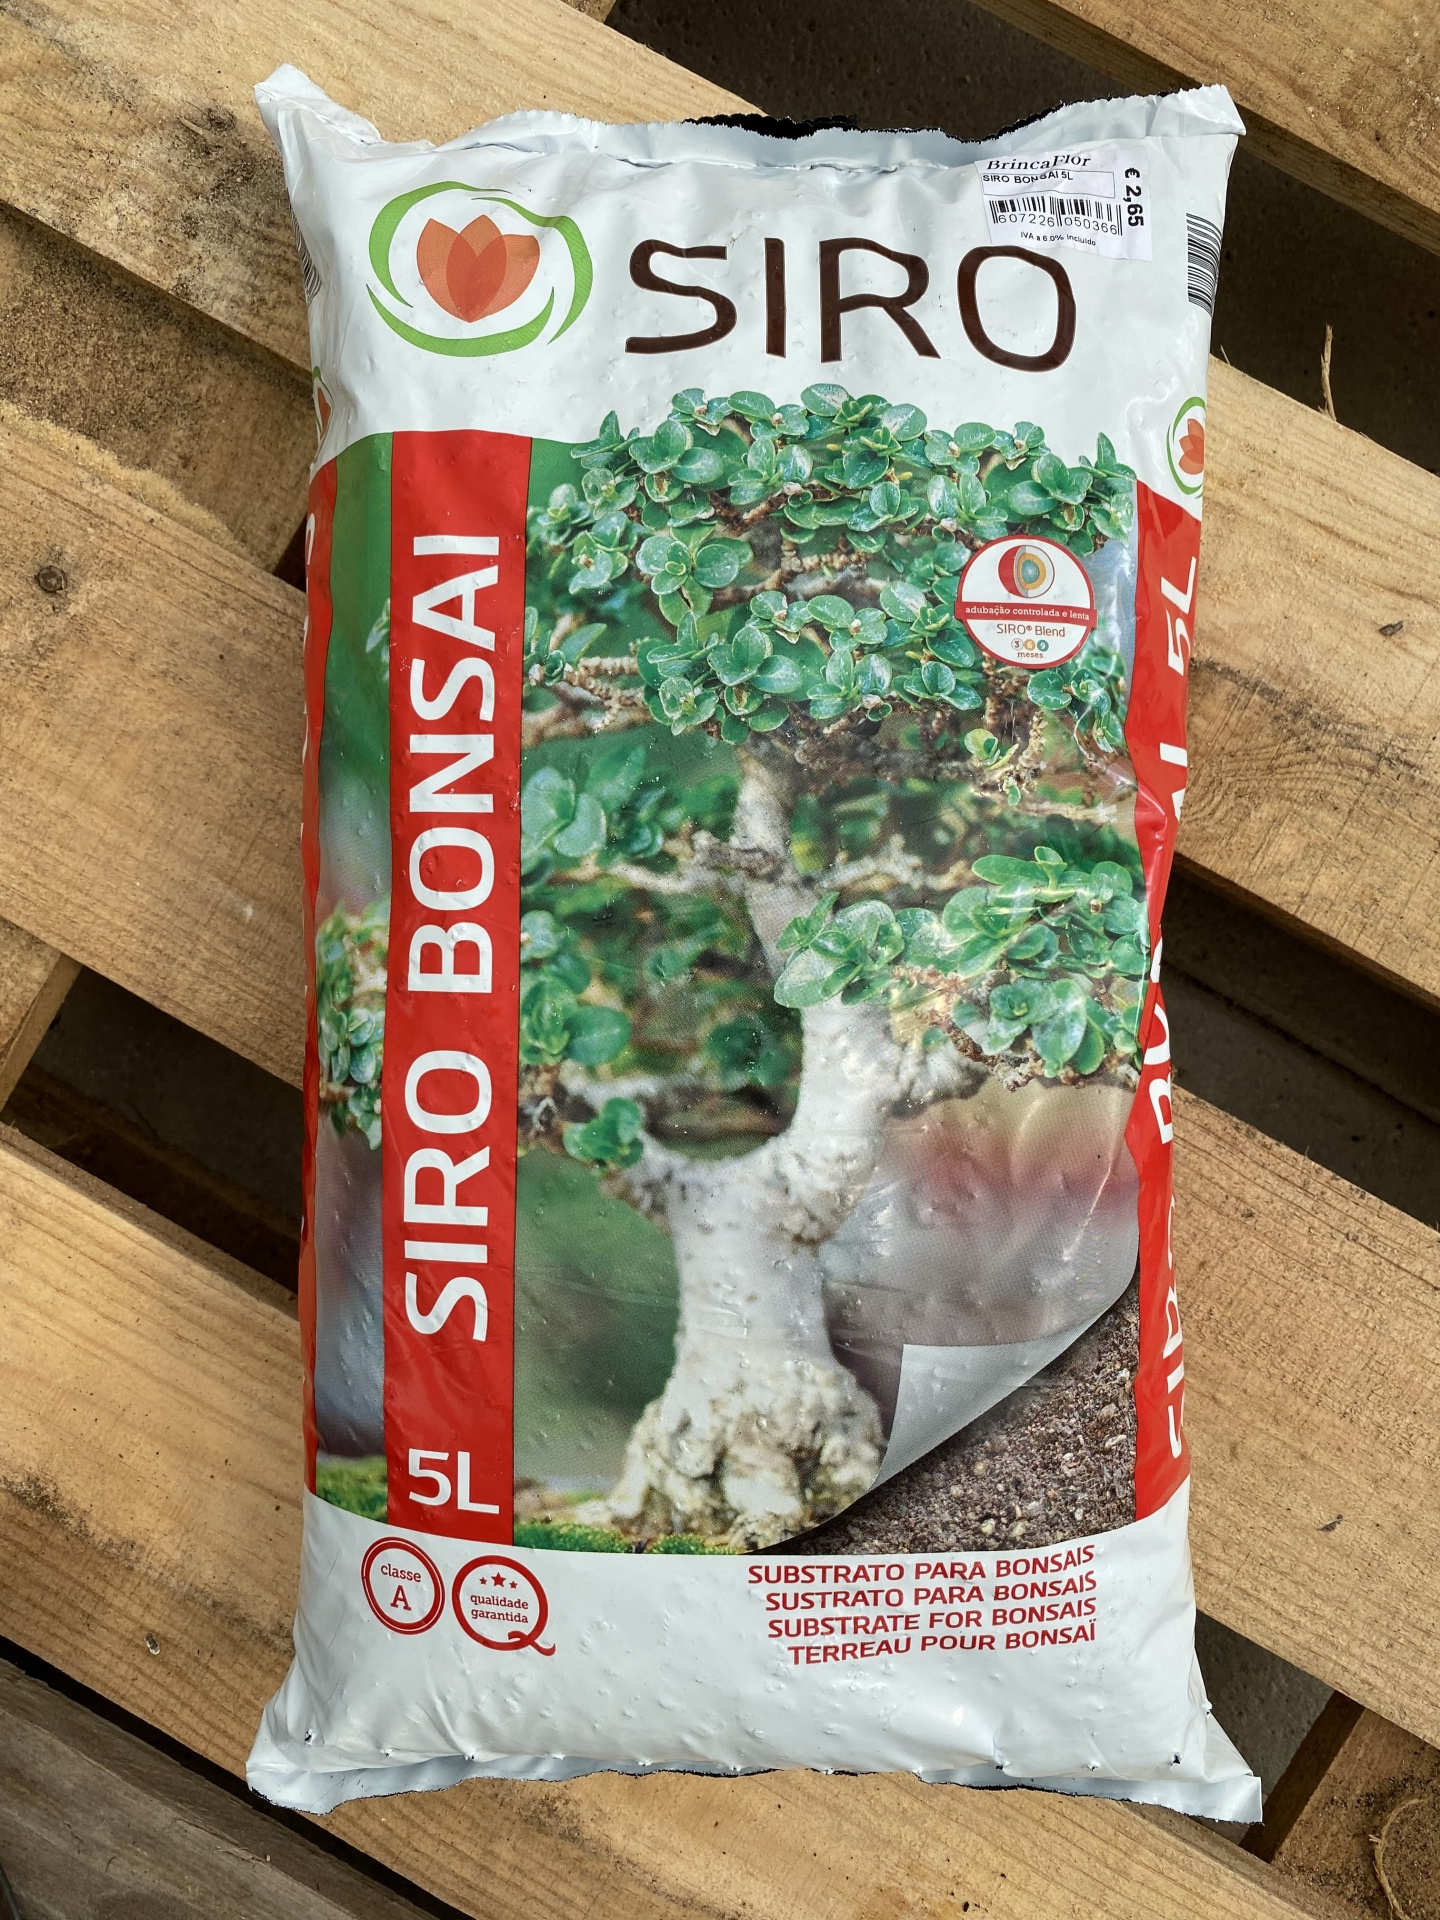 BrincaFlor
SIRO BONSAI 5L
€ 2,65
607226 050366
IVA a 6.0% incluido
SIRO
adubação controlada e lenta
SIRO® Blend
3 6 9
meses
SIRO BONSAI
5L
5L
classe
A
qualidade
garantida
SUBSTRATO PARA BONSAIS
SUSTRATO PARA BONSAIS
SUBSTRATE FOR BONSAIS
TERREAU POUR BONSAÏ